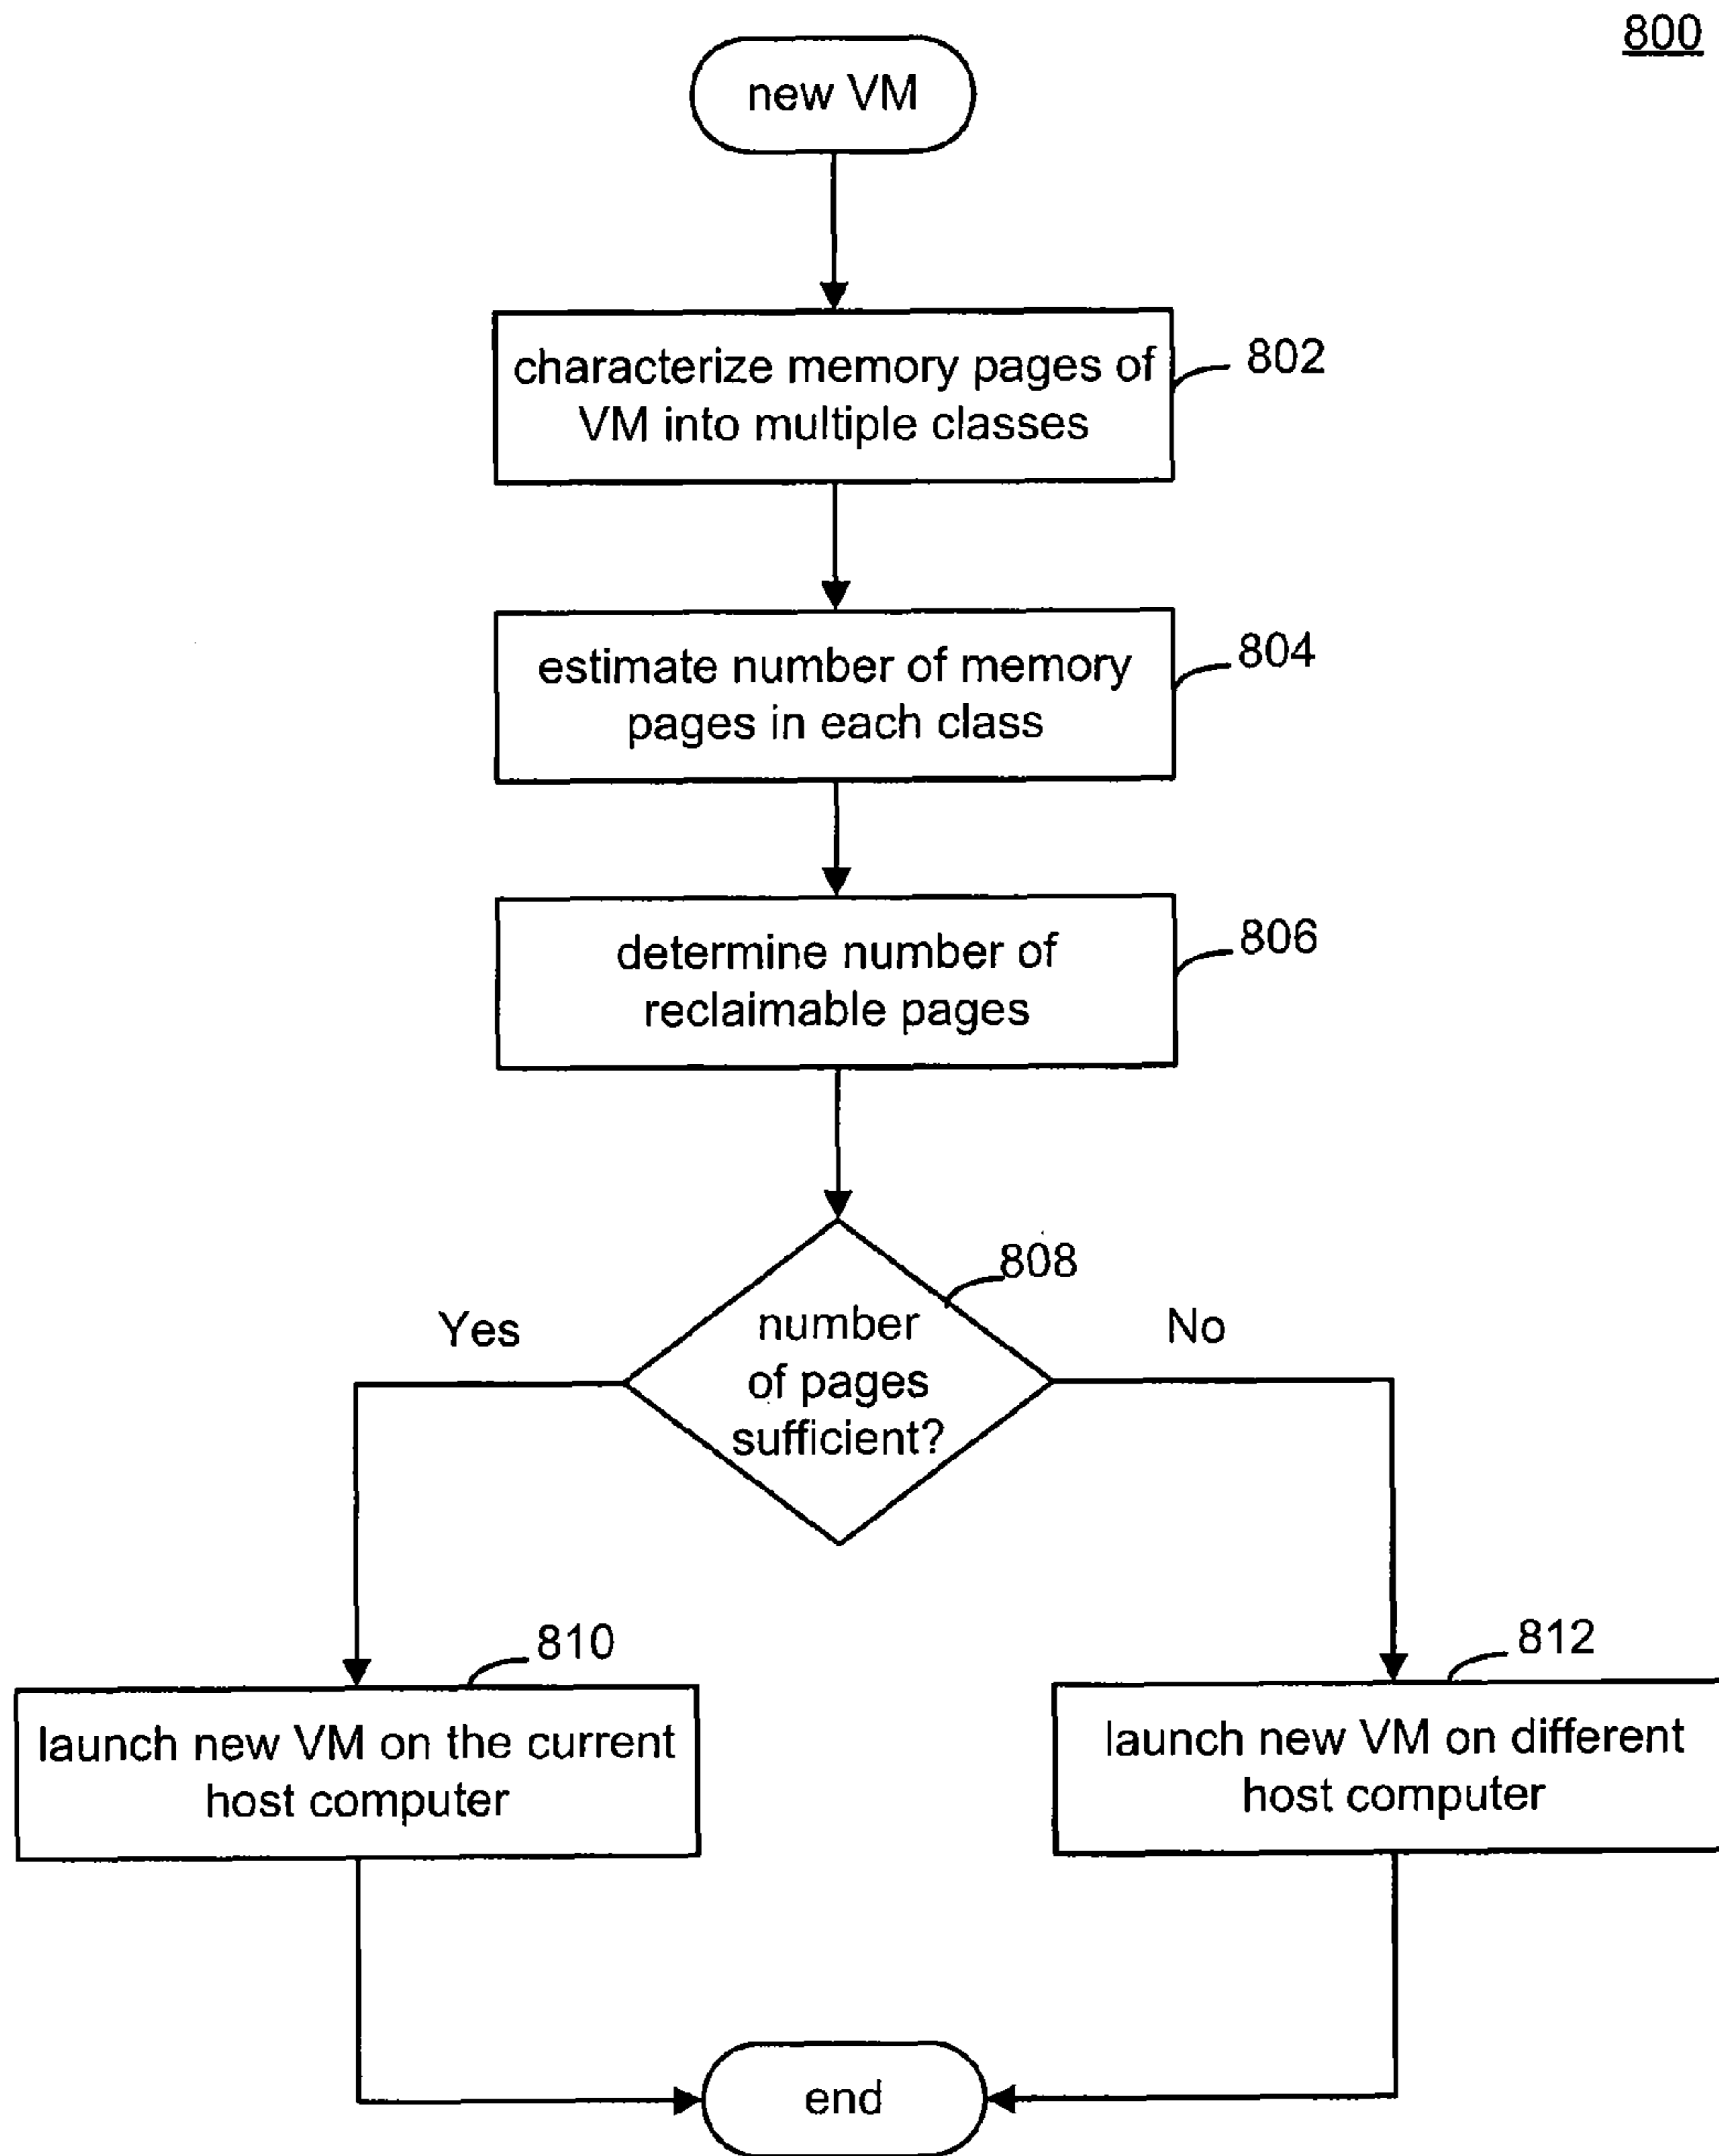 800
new VM
characterize memory pages of
VM into multiple classes
802
estimate number of memory
pages in each class
804
determine number of
reclaimable pages
806
808
Yes
number
of pages
sufficient?
No
810
launch new VM on the current
host computer
812
launch new VM on different
host computer
end